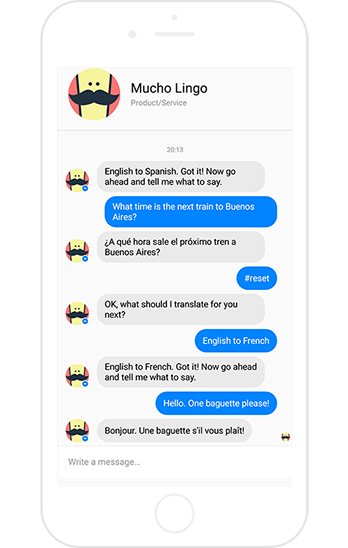 Mucho Lingo
Product/Service
20:13
English to Spanish. Got it! Now go
ahead and tell me what to say.
What time is the next train to Buenos
Aires?
¿A qué hora sale el próximo tren a
Buenos Aires?
#reset
OK, what should I translate for you
next?
English to French
English to French. Got it! Now go ahead
and tell me what to say.
Hello. One baguette please!
Bonjour. Une baguette s'il vous plaît!
Write a message...